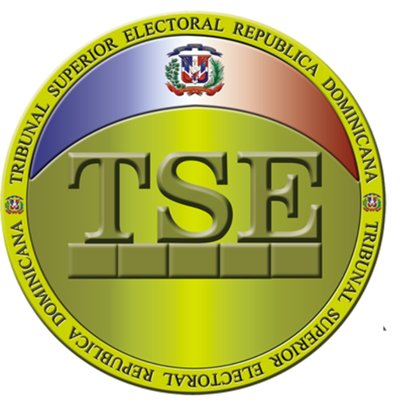 TRIBUNAL SUPERIOR ELECTORAL REPUBLICA DOMINICANA
TSE
TRIBUNAL SUPERIOR ELECTORAL REPUBLICA DOMINICANA